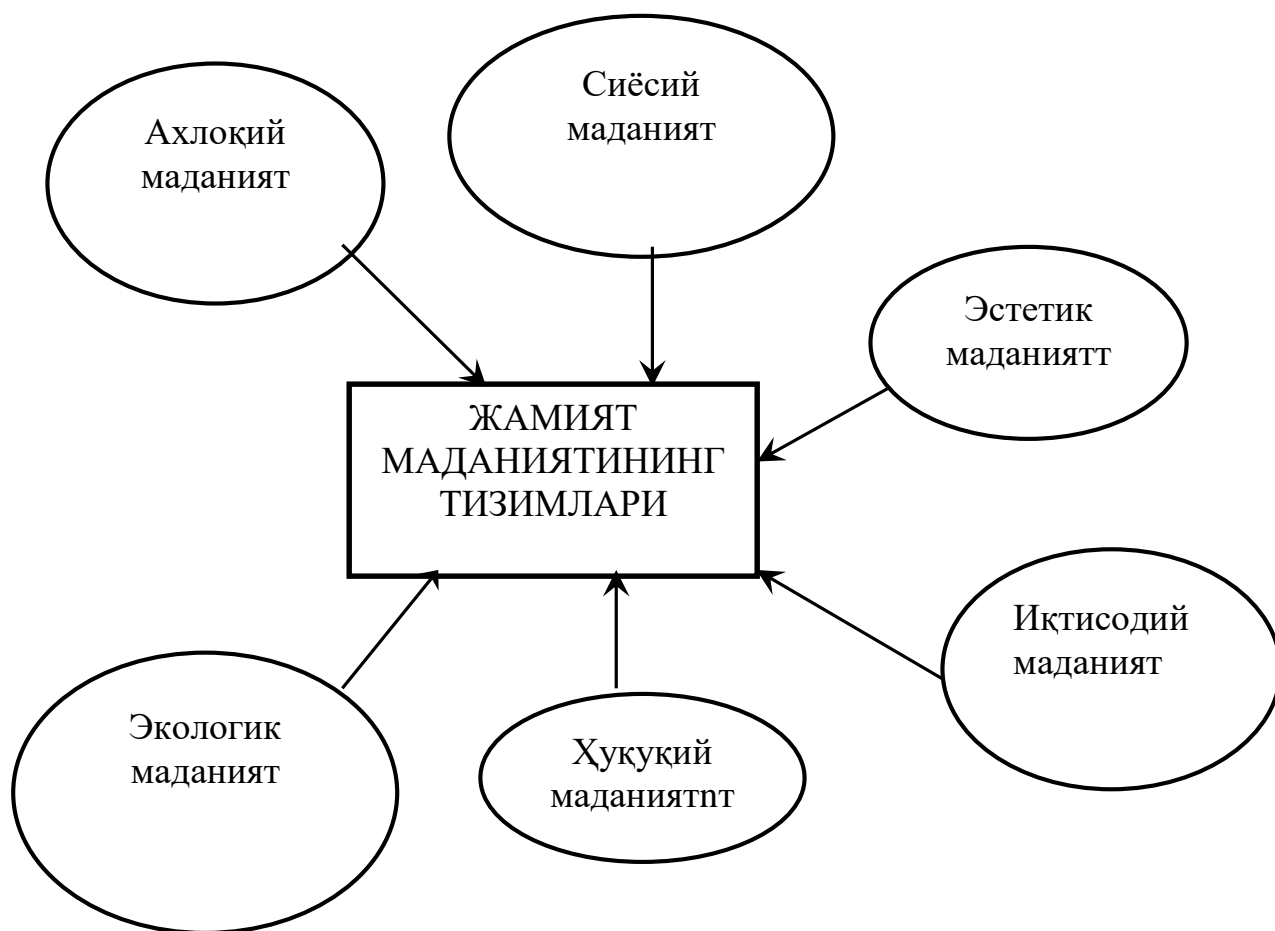 Ахлоқий
маданият
Сиёсий
маданият
Эстетик
маданиятт
ЖАМИЯТ
МАДАНИЯТИНИНГ
ТИЗИМЛАРИ
Иқтисодий
маданият
Экологик
маданият
Ҳуқуқий
маданиятnт